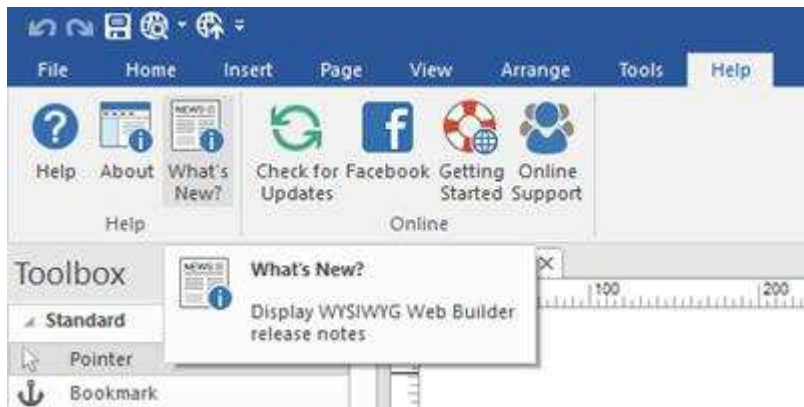 File Home Insert Page View Arrange Tools Help
Help About What's New? Check for Updates Facebook Getting Started Online Support
Help Online
Toolbox
NEWS
What's New?
Display WYSIWYG Web Builder
release notes
100 200
Standard
Pointer
Bookmark